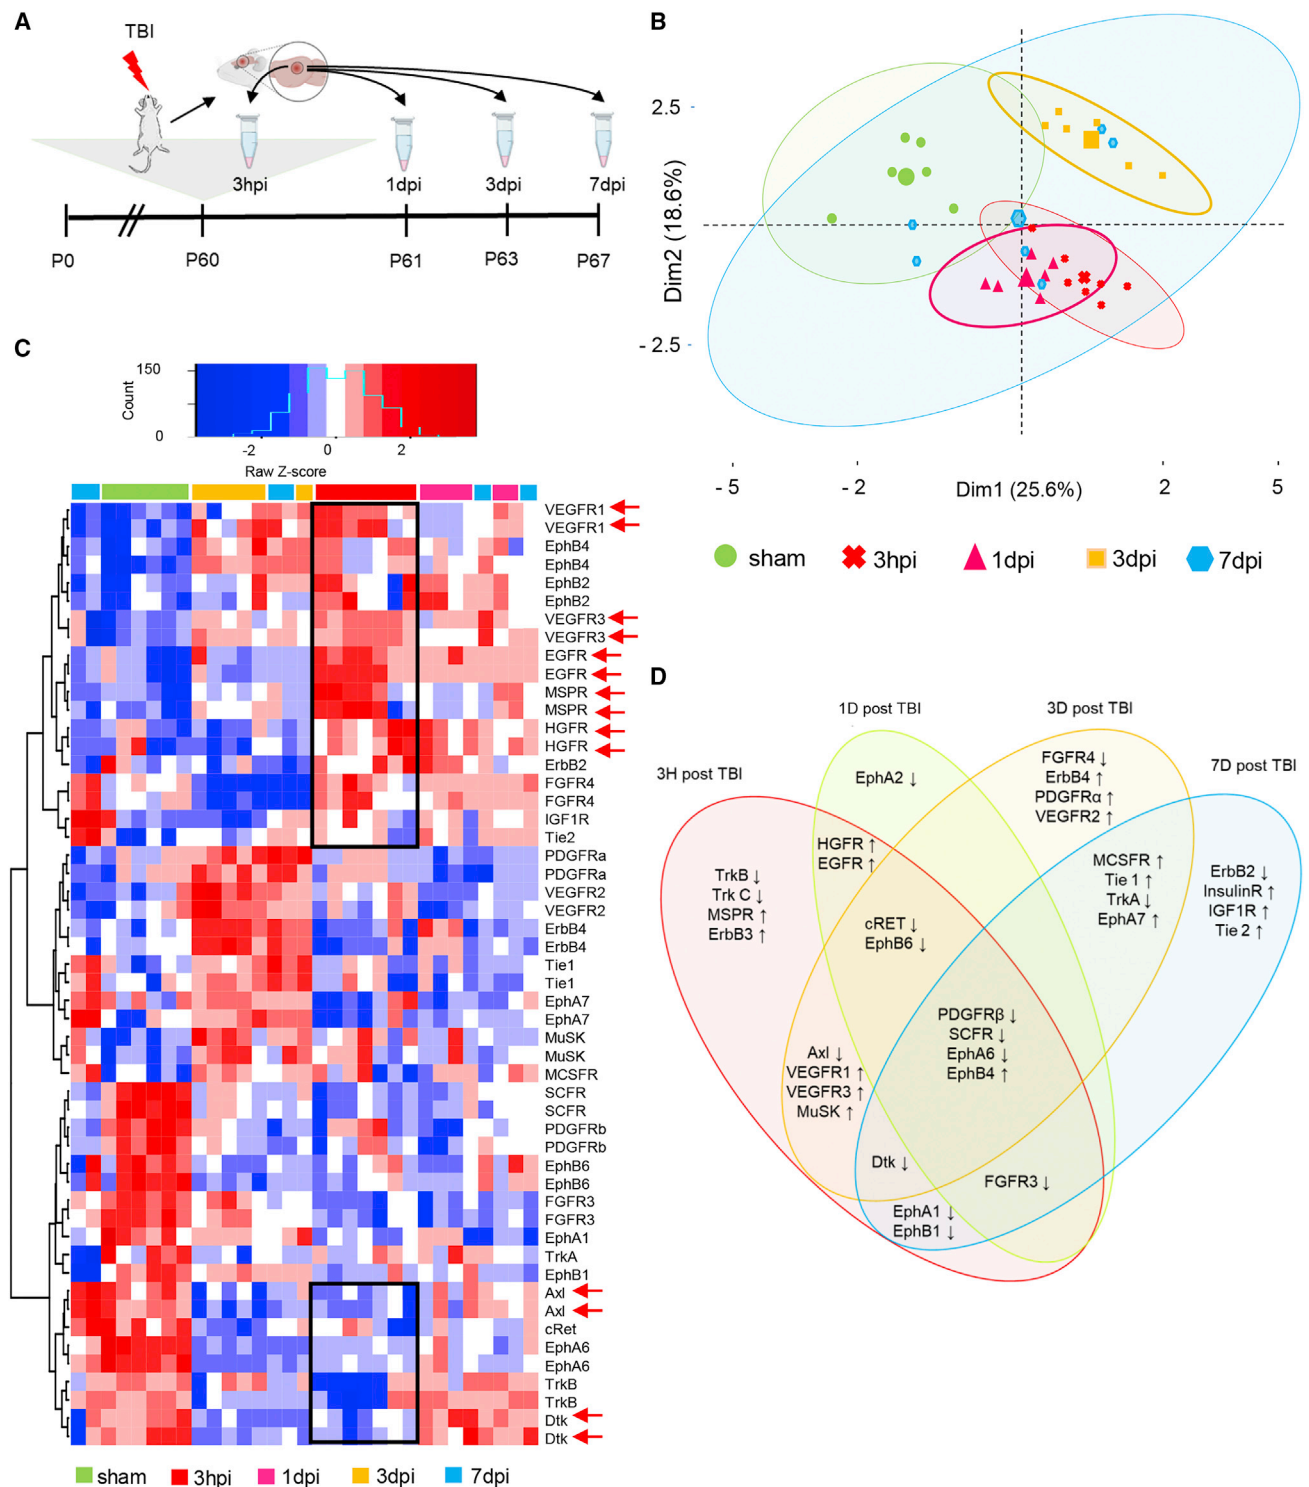 A
TBI
3hpi
1dpi
3dpi
7dpi
P0
P60
P61
P63
P67
B
Dim2 (18.6%)
2.5
- 2.5
- 5
- 2
Dim1 (25.6%)
2
5
sham
3hpi
1dpi
3dpi
7dpi
C
Count
150
0
-2
0
2
Raw Z-score
VEGFR1
VEGFR1
EphB4
EphB4
EphB2
EphB2
VEGFR3
VEGFR3
EGFR
EGFR
MSPR
MSPR
HGFR
HGFR
ErbB2
FGFR4
FGFR4
IGF1R
Tie2
PDGFRa
PDGFRa
VEGFR2
VEGFR2
ErbB4
ErbB4
Tie1
Tie1
EphA7
EphA7
MuSK
MuSK
MCSFR
SCFR
SCFR
PDGFRb
PDGFRb
EphB6
EphB6
FGFR3
FGFR3
EphA1
TrkA
EphB1
Axl
Axl
cRet
EphA6
EphA6
TrkB
TrkB
Dtk
Dtk
sham
3hpi
1dpi
3dpi
7dpi
D
3H post TBI
1D post TBI
3D post TBI
7D post TBI
EphA2 ↓
FGFR4 ↓
ErbB4 ↑
PDGFRα ↑
VEGFR2 ↑
HGFR ↑
EGFR ↑
TrkB ↓
Trk C ↓
MSPR ↑
ErbB3 ↑
MCSFR ↑
Tie 1 ↑
TrkA ↓
EphA7 ↑
ErbB2 ↓
InsulinR ↑
IGF1R ↑
Tie 2 ↑
cRET ↓
EphB6 ↓
PDGFRβ ↓
SCFR ↓
EphA6 ↓
EphB4 ↑
Axl ↓
VEGFR1 ↑
VEGFR3 ↑
MuSK ↑
Dtk ↓
FGFR3 ↓
EphA1 ↓
EphB1 ↓